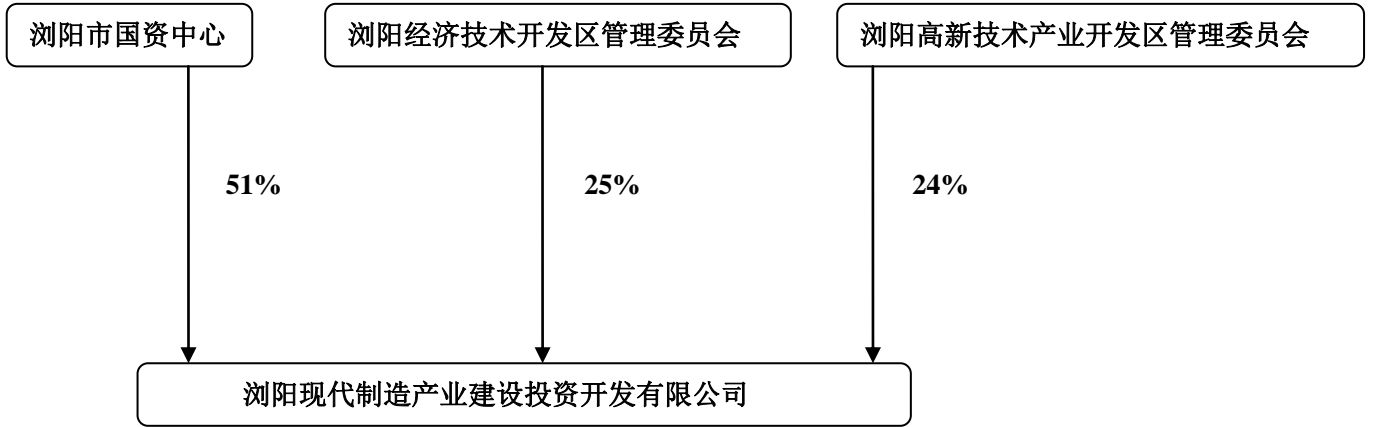 浏阳市国资中心
浏阳经济技术开发区管理委员会
浏阳高新技术产业开发区管理委员会
51%
25%
24%
浏阳现代制造产业建设投资开发有限公司